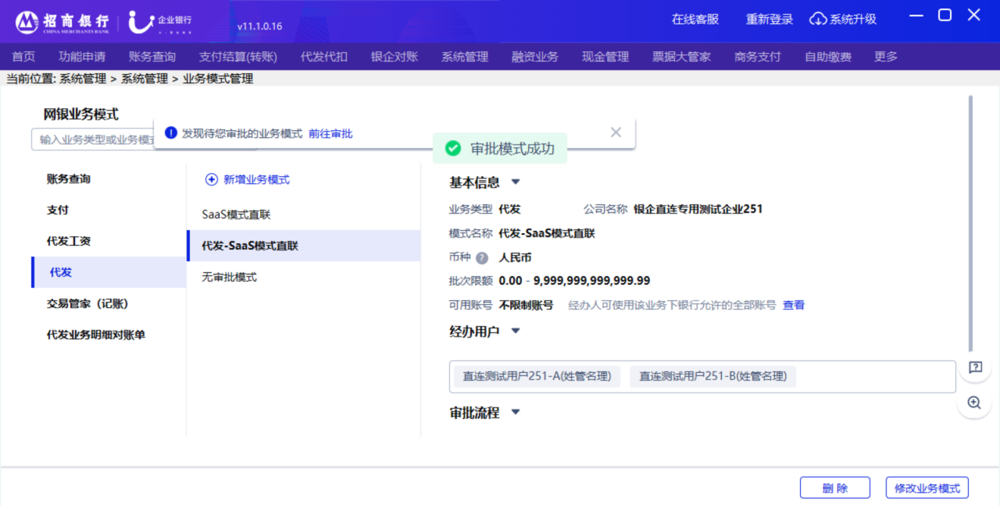 招商银行 企业银行 v11.1.0.16 在线客服 重新登录 系统升级
CHINA MERCHANTS BANK
首页 功能申请 账务查询 支付结算(转账) 代发代扣 银企对账 系统管理 融资业务 现金管理 票据大管家 商务支付 自助缴费 更多
当前位置: 系统管理 > 系统管理 > 业务模式管理
网银业务模式
输入业务类型或业务模式
发现待您审批的业务模式 前往审批
审批模式成功
账务查询
支付
代发工资
代发
交易管家（记账）
代发业务明细对账单
新增业务模式
SaaS模式直联
代发-SaaS模式直联
无审批模式
基本信息
业务类型 代发 公司名称 银企直连专用测试企业251
模式名称 代发-SaaS模式直联
币种 ? 人民币
批次限额 0.00 - 9,999,999,999,999.99
可用账号 不限制账号 经办人可使用该业务下银行允许的全部账号 查看
经办用户
直连测试用户251-A(姓管名理) 直连测试用户251-B(姓管名理)
审批流程
删 除 修改业务模式